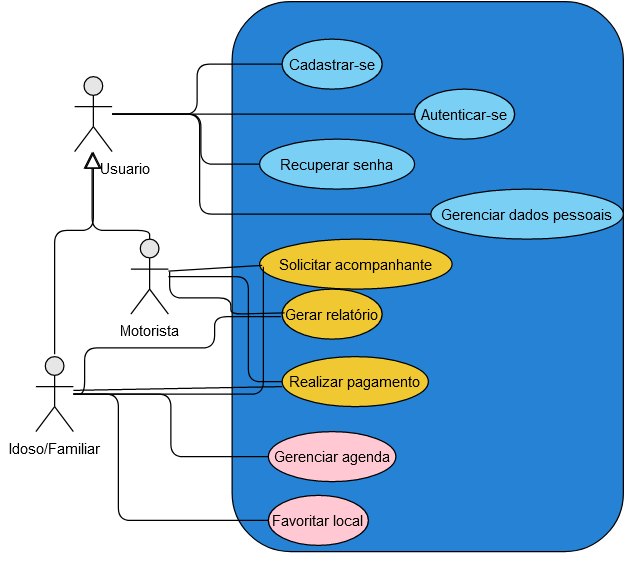 Cadastrar-se
Autenticar-se
Usuario
Recuperar senha
Gerenciar dados pessoais
Solicitar acompanhante
Motorista
Gerar relatório
Realizar pagamento
Idoso/Familiar
Gerenciar agenda
Favoritar local